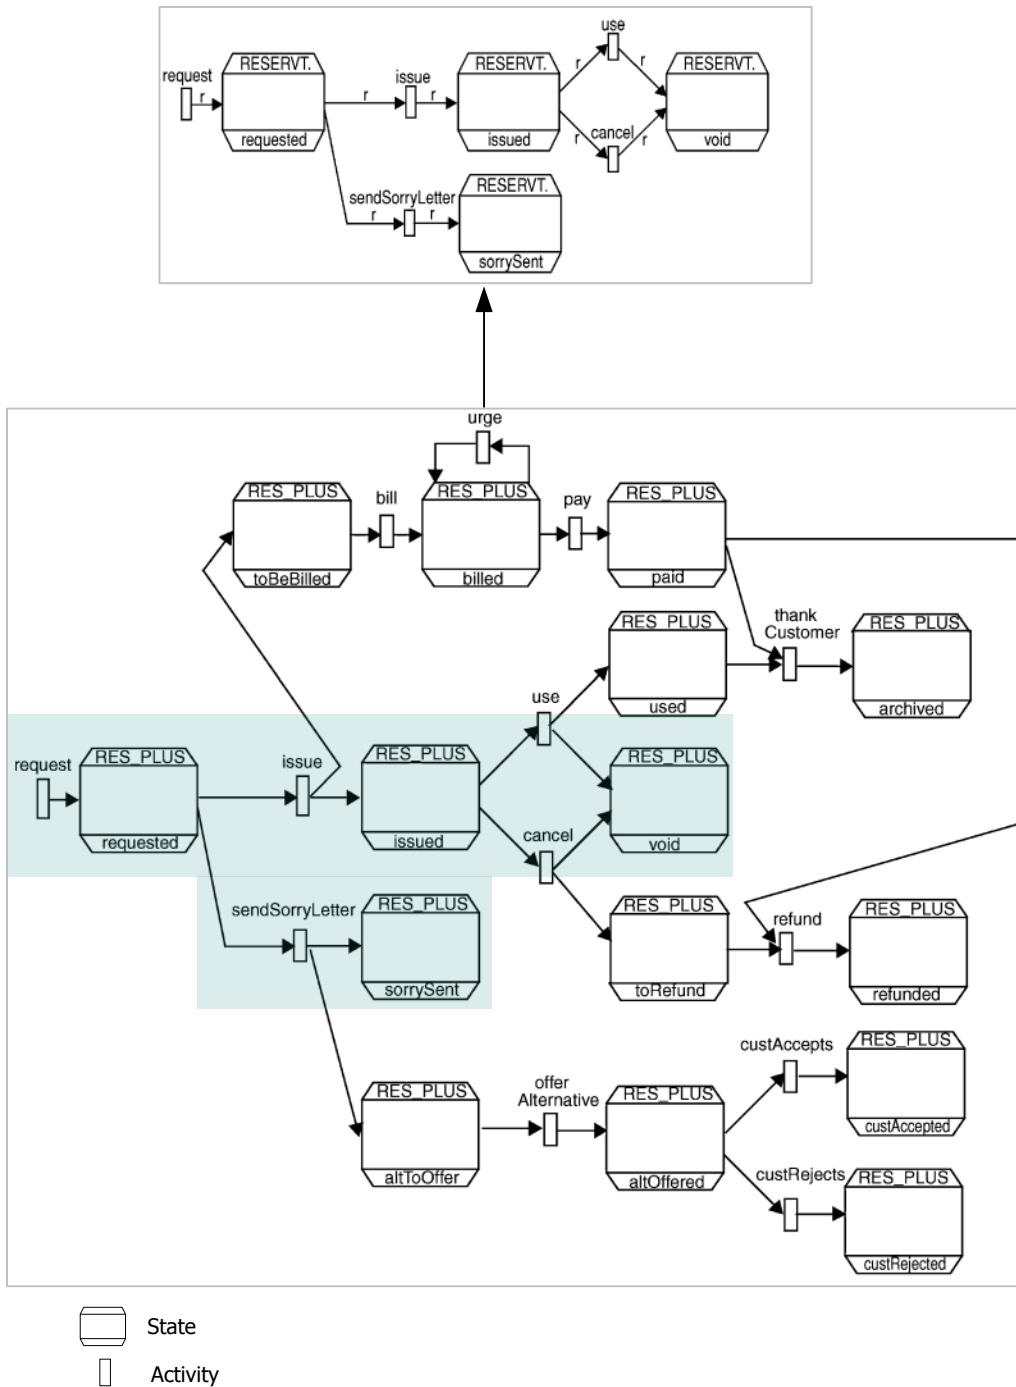 use
RESERVT.
RESERVT.
RESERVT.
request
issue
r
r
r
r
r
r
r
cancel
requested
issued
void
RESERVT.
sendSorryLetter
r
r
sorrySent
urge
RES_PLUS
RES_PLUS
RES_PLUS
bill
pay
toBeBilled
billed
paid
thank
Customer
RES_PLUS
RES_PLUS
use
used
archived
request
RES_PLUS
issue
RES_PLUS
RES_PLUS
requested
issued
cancel
void
sendSorryLetter
RES_PLUS
RES_PLUS
refund
RES_PLUS
sorrySent
toRefund
refunded
custAccepts
RES_PLUS
RES_PLUS
offer
Alternative
RES_PLUS
custAccepted
altToOffer
altOffered
custRejects
RES_PLUS
custRejected
State
Activity